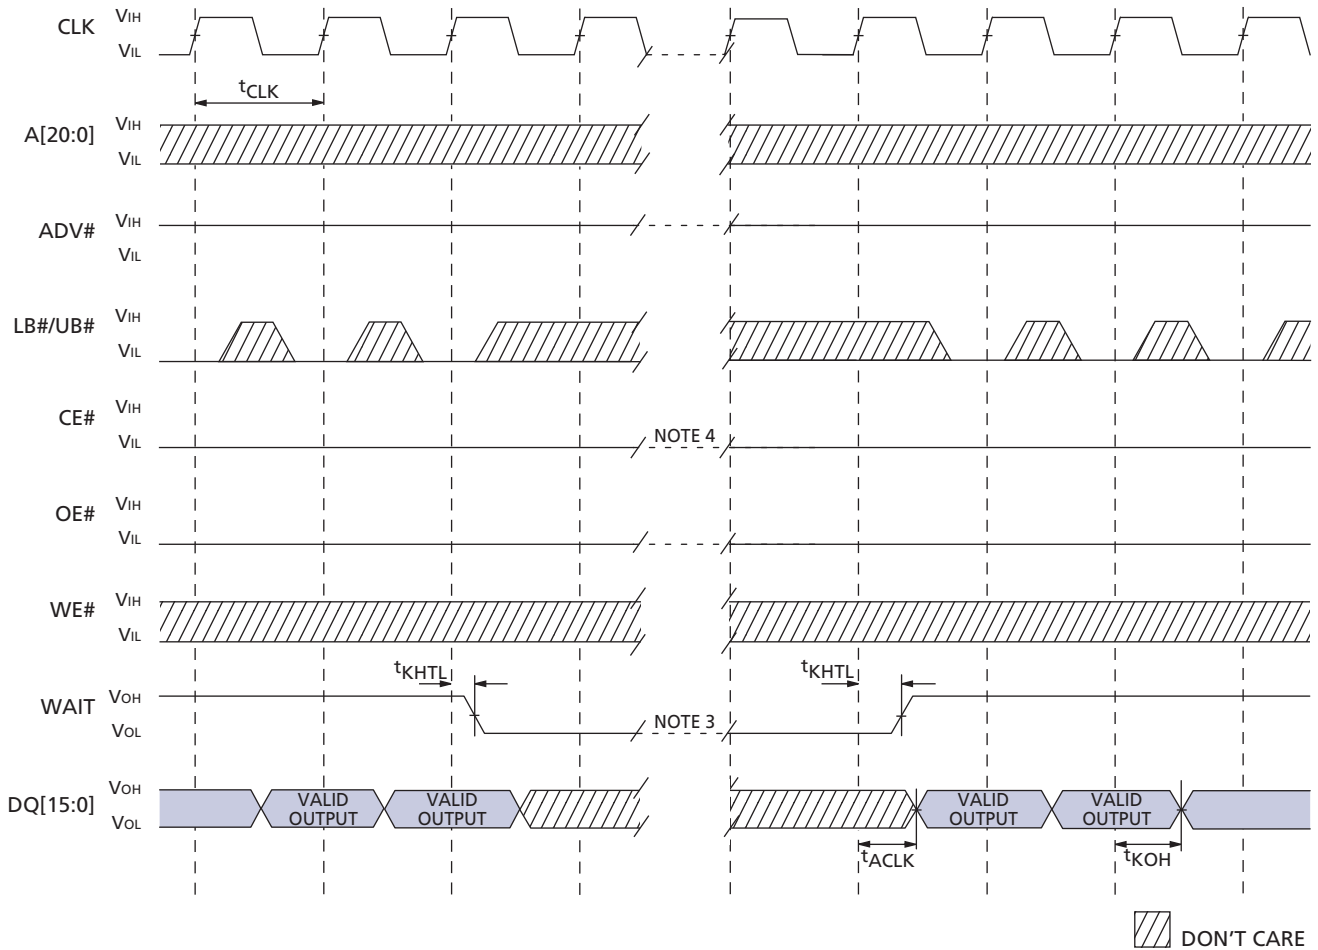 CLK
VIH
VIL
tCLK
A[20:0]
VIH
VIL
ADV#
VIH
VIL
LB#/UB#
VIH
VIL
CE#
VIH
VIL
NOTE 4
OE#
VIH
VIL
WE#
VIH
VIL
tKHTL
tKHTL
WAIT
VOH
VOL
NOTE 3
DQ[15:0]
VOH
VOL
VALID
OUTPUT
VALID
OUTPUT
VALID
OUTPUT
VALID
OUTPUT
tACLK
tKOH
DON'T CARE